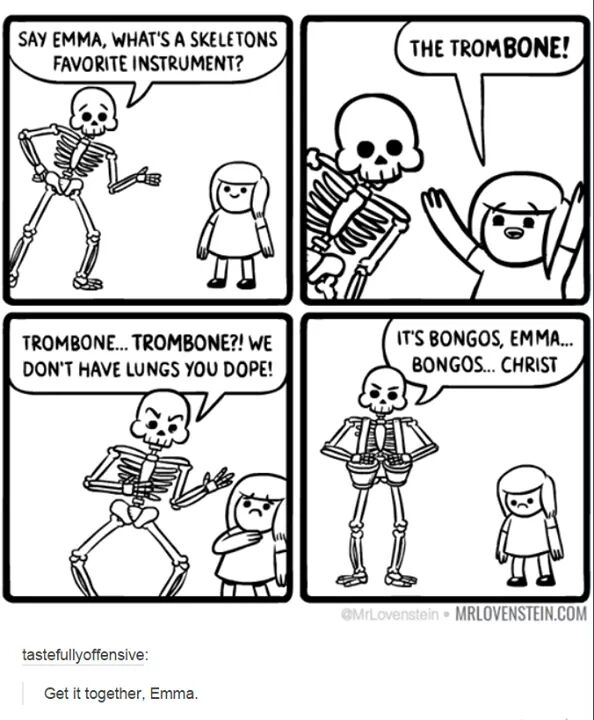 SAY EMMA, WHAT'S A SKELETONS
FAVORITE INSTRUMENT?
THE TROMBONE!
TROMBONE... TROMBONE?! WE
DON'T HAVE LUNGS YOU DOPE!
IT'S BONGOS, EMMA...
BONGOS... CHRIST
@MrLovenstein • MRLOVENSTEIN.COM
tastefullyoffensive:
Get it together, Emma.